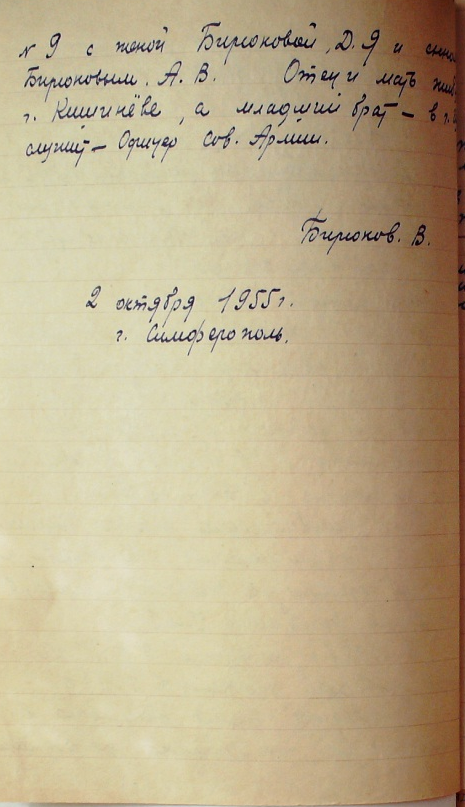 № 9 с женой Бирюковой, Д. Я и сыном
Бирюковым. А. В. Отец и мать
г. Кишинёве, а младший брат – в г.
служит – Офицер Сов. Армии.
Бирюков. В.
2 октября 1955 г.
г. Симферополь.